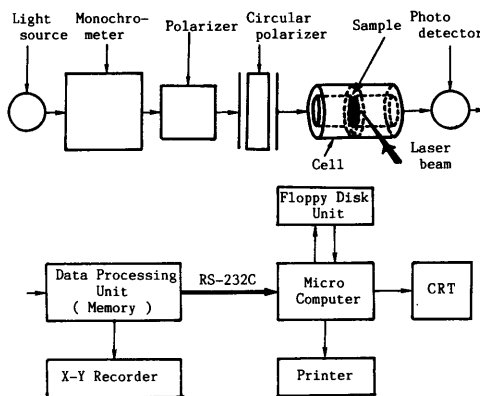 Light
source
Monochro-
meter
Polarizer
Circular
polarizer
Sample
Photo
detector
Cell
Laser
beam
Floppy Disk
Unit
Data Processing
Unit
( Memory )
RS-232C
Micro
Computer
CRT
X-Y Recorder
Printer